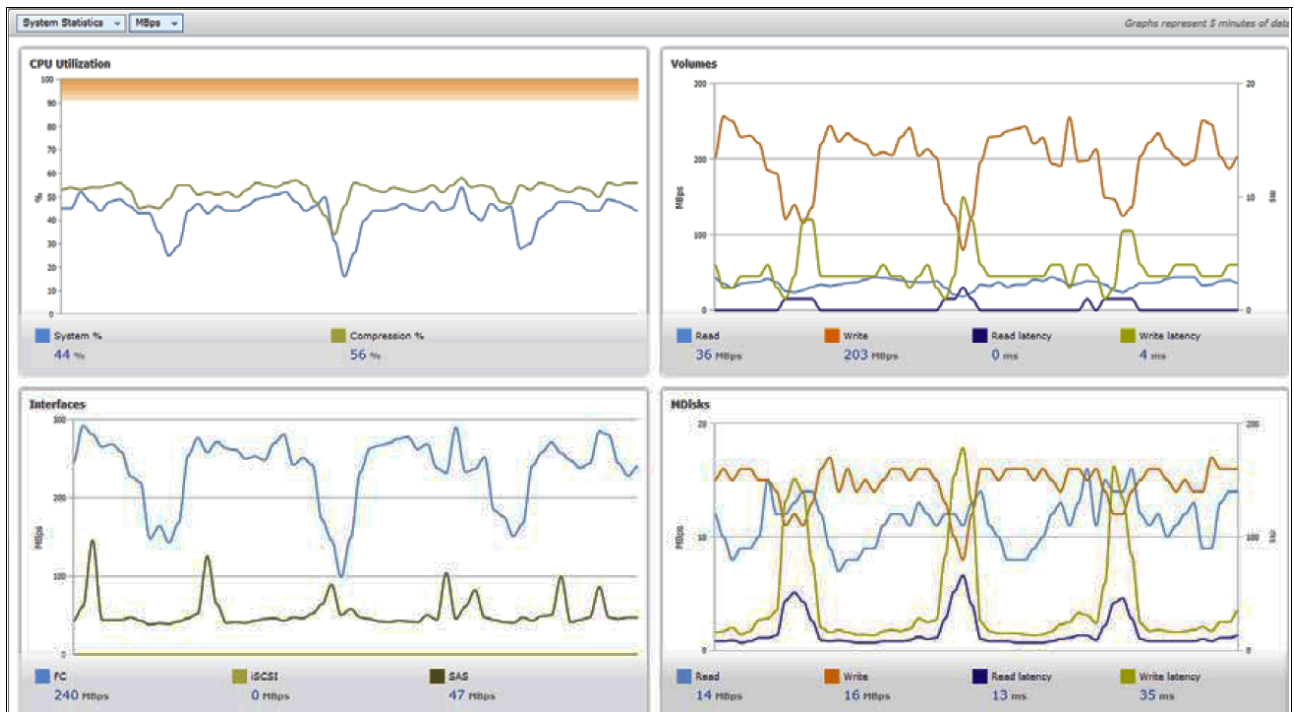 System Statistics MBps Graphs represent 5 minutes of data
CPU Utilization
100
90
80
70
60
50
40
30
20
10
0
%
System %
44 %
Compression %
56 %
Volumes
200
200
100
0
MBps
20
10
0
ms
Read
36 MBps
Write
203 MBps
Read latency
0 ms
Write latency
4 ms
Interfaces
300
200
100
0
MBps
FC
240 MBps
iSCSI
0 MBps
SAS
47 MBps
MDisks
20
10
0
MBps
200
100
0
ms
Read
14 MBps
Write
16 MBps
Read latency
13 ms
Write latency
35 ms